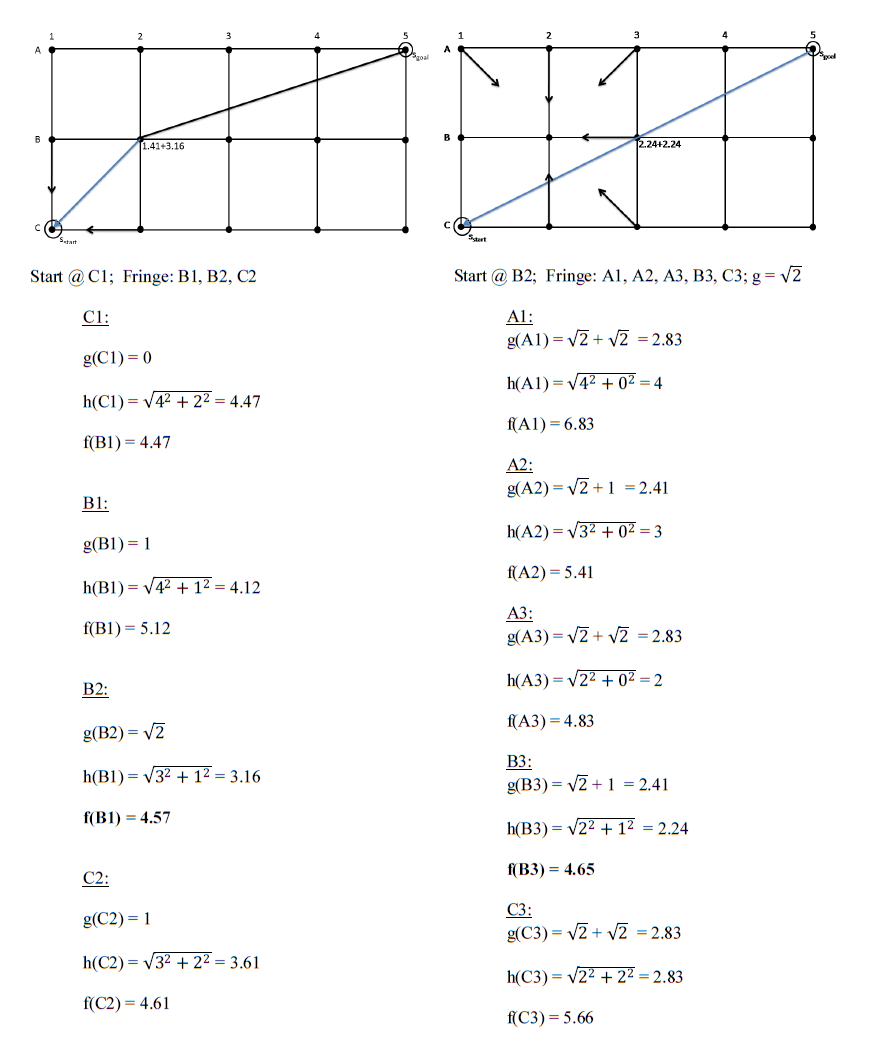 1 2 3 4 5
A
s_goal
B
1.41+3.16
C
s_start
1 2 3 4 5
A
s_goal
B
2.24+2.24
C
s_start
Start @ C1; Fringe: B1, B2, C2
C1:
g(C1) = 0
h(C1) = √(4² + 2²) = 4.47
f(B1) = 4.47
B1:
g(B1) = 1
h(B1) = √(4² + 1²) = 4.12
f(B1) = 5.12
B2:
g(B2) = √2
h(B1) = √(3² + 1²) = 3.16
f(B1) = 4.57
C2:
g(C2) = 1
h(C2) = √(3² + 2²) = 3.61
f(C2) = 4.61
Start @ B2; Fringe: A1, A2, A3, B3, C3; g = √2
A1:
g(A1) = √2 + √2 = 2.83
h(A1) = √(4² + 0²) = 4
f(A1) = 6.83
A2:
g(A2) = √2 + 1 = 2.41
h(A2) = √(3² + 0²) = 3
f(A2) = 5.41
A3:
g(A3) = √2 + √2 = 2.83
h(A3) = √(2² + 0²) = 2
f(A3) = 4.83
B3:
g(B3) = √2 + 1 = 2.41
h(B3) = √(2² + 1²) = 2.24
f(B3) = 4.65
C3:
g(C3) = √2 + √2 = 2.83
h(C3) = √(2² + 2²) = 2.83
f(C3) = 5.66